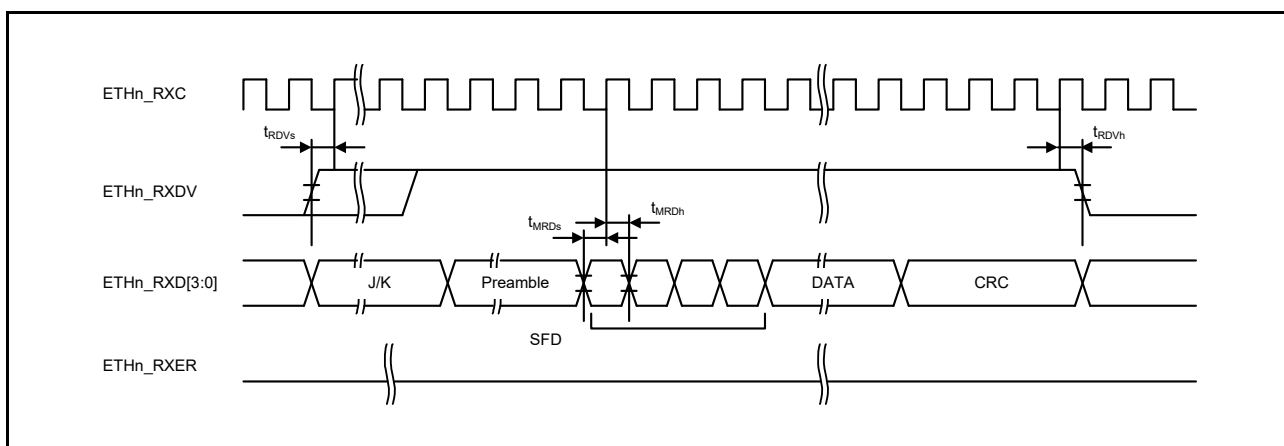 ETHn_RXC
tRDVs
tRDVh
ETHn_RXDV
tMRDs
tMRDh
ETHn_RXD[3:0]
J/K
Preamble
DATA
CRC
SFD
ETHn_RXER